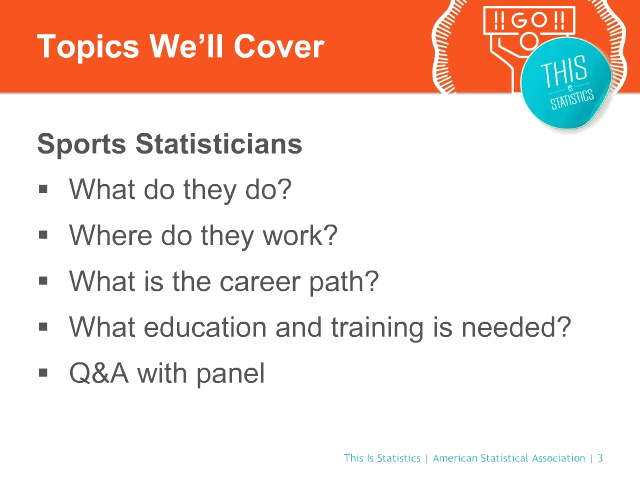 Topics We’ll Cover
!!GO!!
THIS
IS
STATISTICS
Sports Statisticians
▪ What do they do?
▪ Where do they work?
▪ What is the career path?
▪ What education and training is needed?
▪ Q&A with panel
This Is Statistics | American Statistical Association | 3